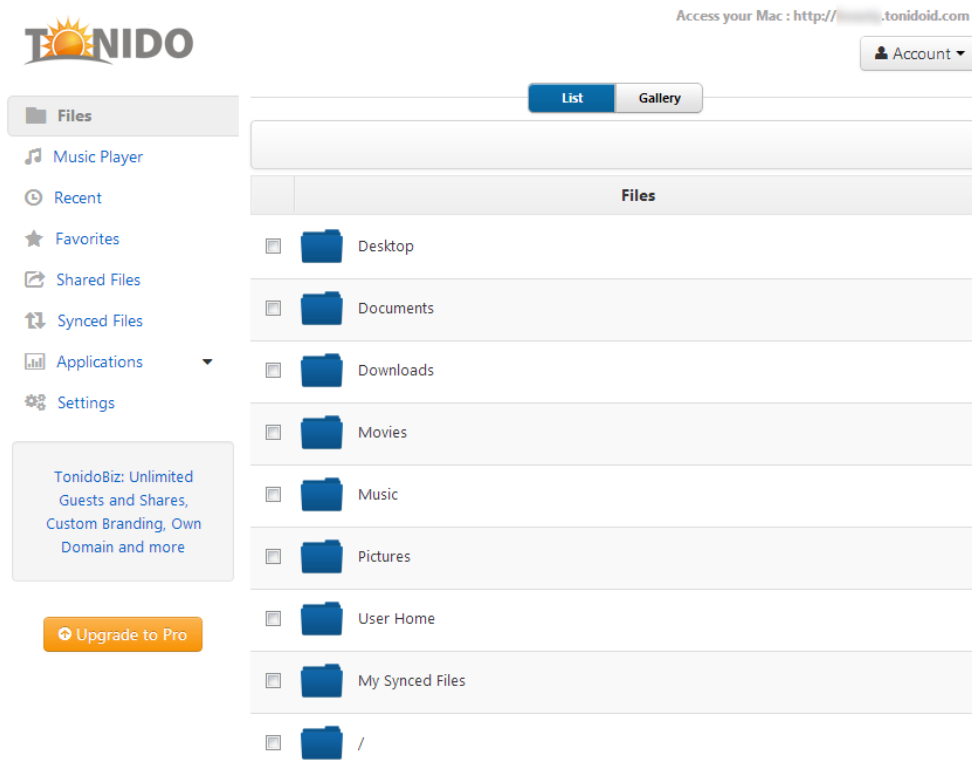 Access your Mac : http:// .tonidoid.com
TONIDO
Account
List
Gallery
Files
Music Player
Recent
Favorites
Shared Files
Synced Files
Applications
Settings
TonidoBiz: Unlimited
Guests and Shares,
Custom Branding, Own
Domain and more
Upgrade to Pro
Files
Desktop
Documents
Downloads
Movies
Music
Pictures
User Home
My Synced Files
/